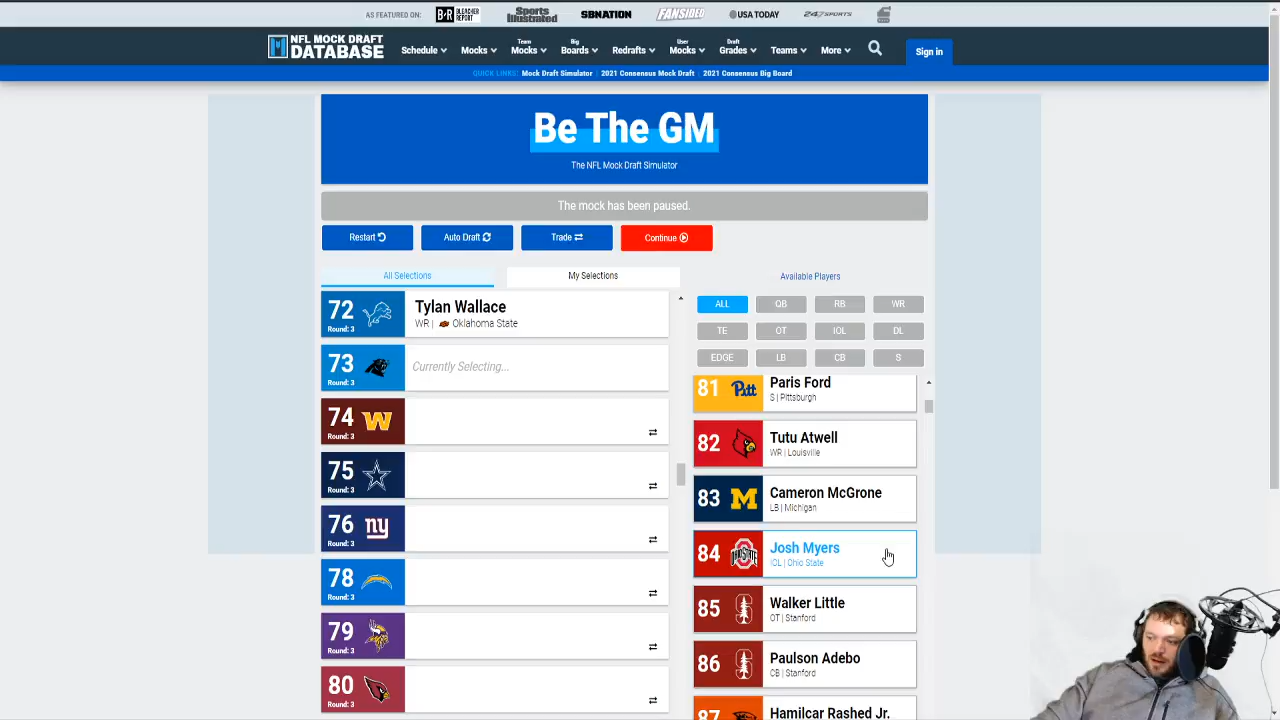 AS FEATURED ON:
B/R BLEACHER REPORT
Sports Illustrated
SBNATION
FANSIDED
USA TODAY
247SPORTS
NFL MOCK DRAFT
DATABASE
Schedule
Mocks
Team
Mocks
Big
Boards
Redrafts
User
Mocks
Draft
Grades
Teams
More
Sign in
QUICK LINKS:
Mock Draft Simulator
2021 Consensus Mock Draft
2021 Consensus Big Board
Be The GM
The NFL Mock Draft Simulator
The mock has been paused.
Restart
Auto Draft
Trade
Continue
All Selections
My Selections
72
Round: 3
Tylan Wallace
WR | Oklahoma State
73
Round: 3
Currently Selecting...
74
Round: 3
W
75
Round: 3
76
Round: 3
ny
78
Round: 3
79
Round: 3
80
Round: 3
Available Players
ALL
QB
RB
WR
TE
OT
IOL
DL
EDGE
LB
CB
S
81
Pitt
Paris Ford
S | Pittsburgh
82
Tutu Atwell
WR | Louisville
83
M
Cameron McGrone
LB | Michigan
84
OHIO STATE
Josh Myers
IOL | Ohio State
85
S
Walker Little
OT | Stanford
86
S
Paulson Adebo
CB | Stanford
87
Hamilcar Rashed Jr.